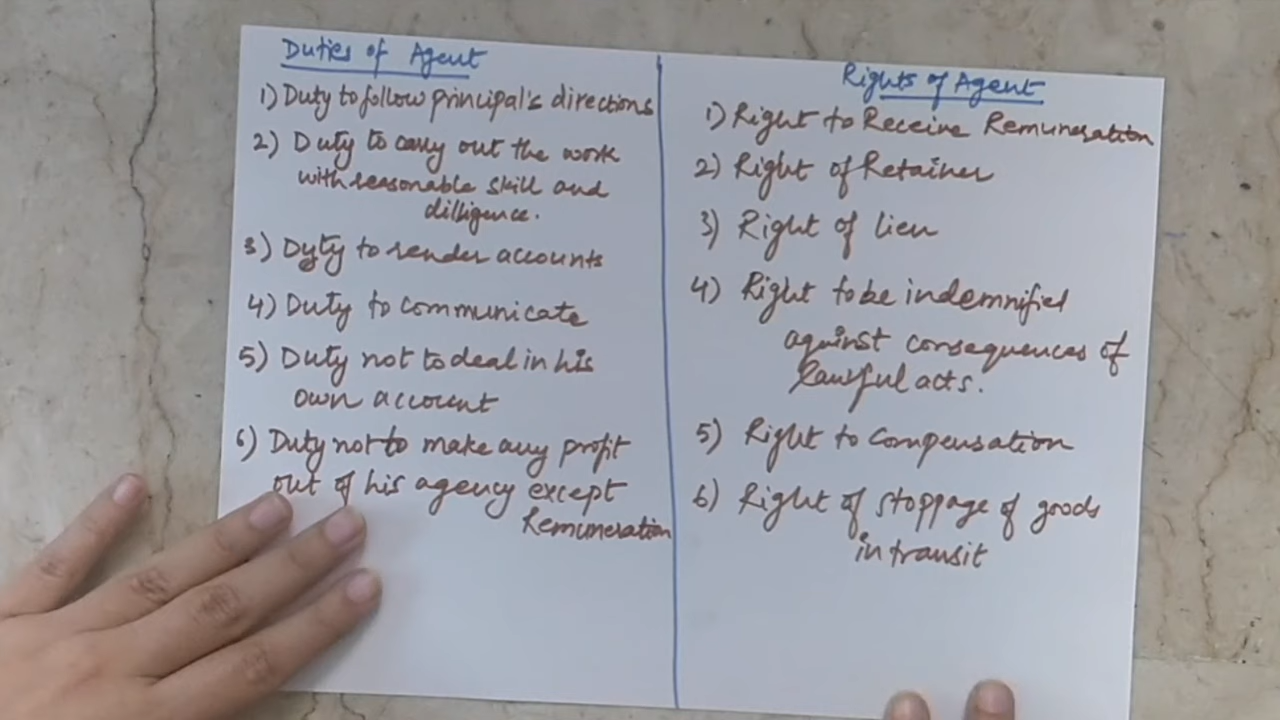 Duties of Agent
1) Duty to follow principal's directions
2) Duty to carry out the work
with reasonable skill and
dilligence.
3) Duty to render accounts
4) Duty to communicate
5) Duty not to deal in his
own account
6) Duty not to make any profit
out of his agency except
Remuneration
Rights of Agent
1) Right to Receive Remuneration
2) Right of Retainer
3) Right of lien
4) Right to be indemnified
against consequences of
lawful acts.
5) Right to Compensation
6) Right of stoppage of goods
in transit